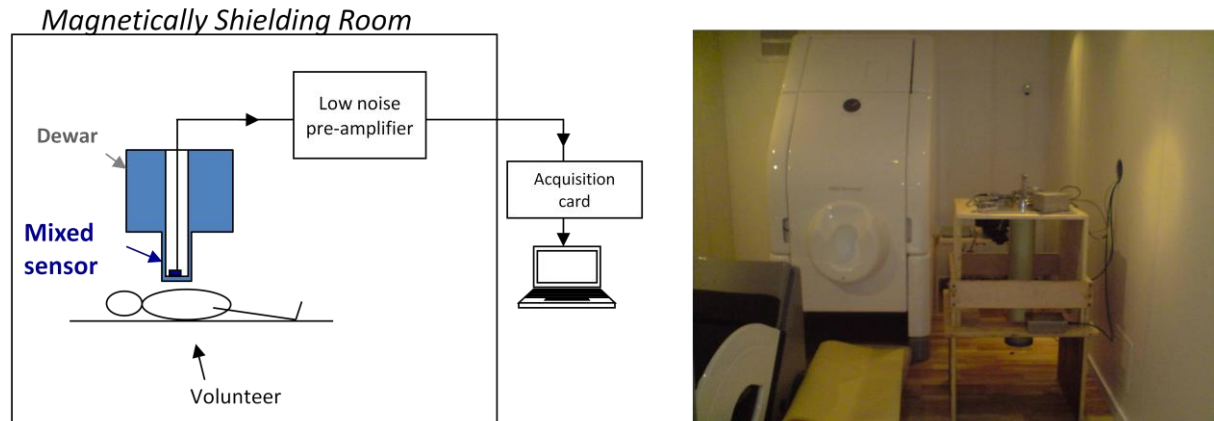 Magnetically Shielding Room
Low noise
pre-amplifier
Dewar
Acquisition
card
Mixed
sensor
Volunteer